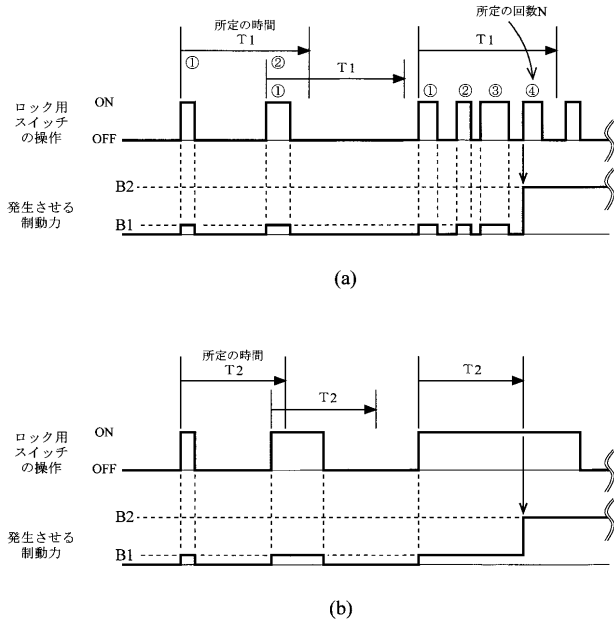 所定の回数N
所定の時間
T1
T1
T1
①
②
①
①
②
③
④
ロック用
スイッチ
の操作
ON
OFF
発生させる
制動力
B2
B1
(a)
所定の時間
T2
T2
T2
ロック用
スイッチ
の操作
ON
OFF
発生させる
制動力
B2
B1
(b)